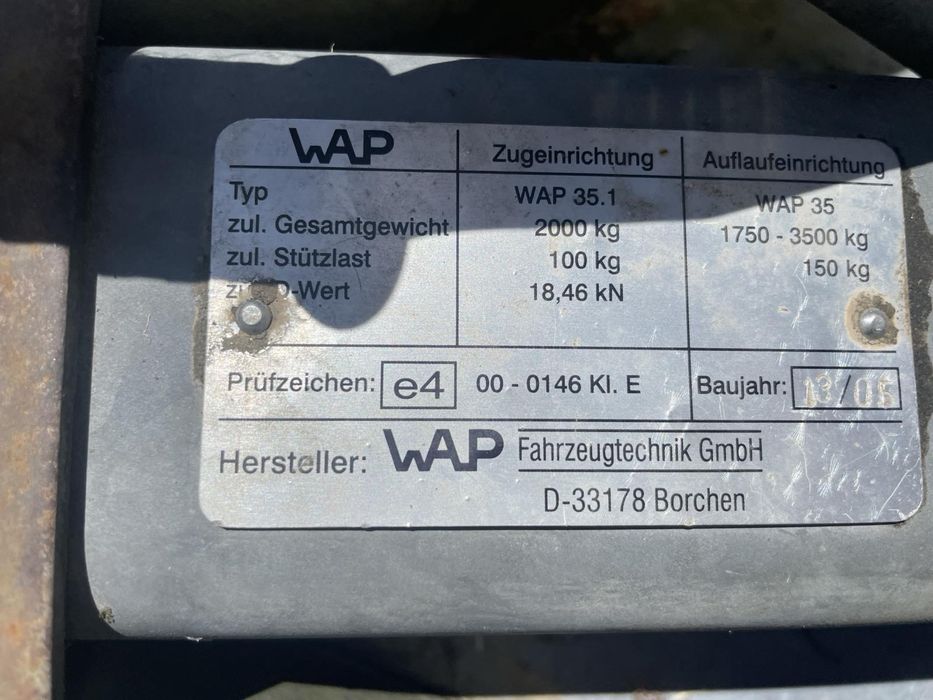 WAP Zugeinrichtung Auflaufeinrichtung
Typ WAP 35.1 WAP 35
zul. Gesamtgewicht 2000 kg 1750 - 3500 kg
zul. Stützlast 100 kg 150 kg
D-Wert 18,46 kN
Prüfzeichen: e4 00 - 0146 Kl. E Baujahr:
Hersteller: WAP Fahrzeugtechnik GmbH
D-33178 Borchen